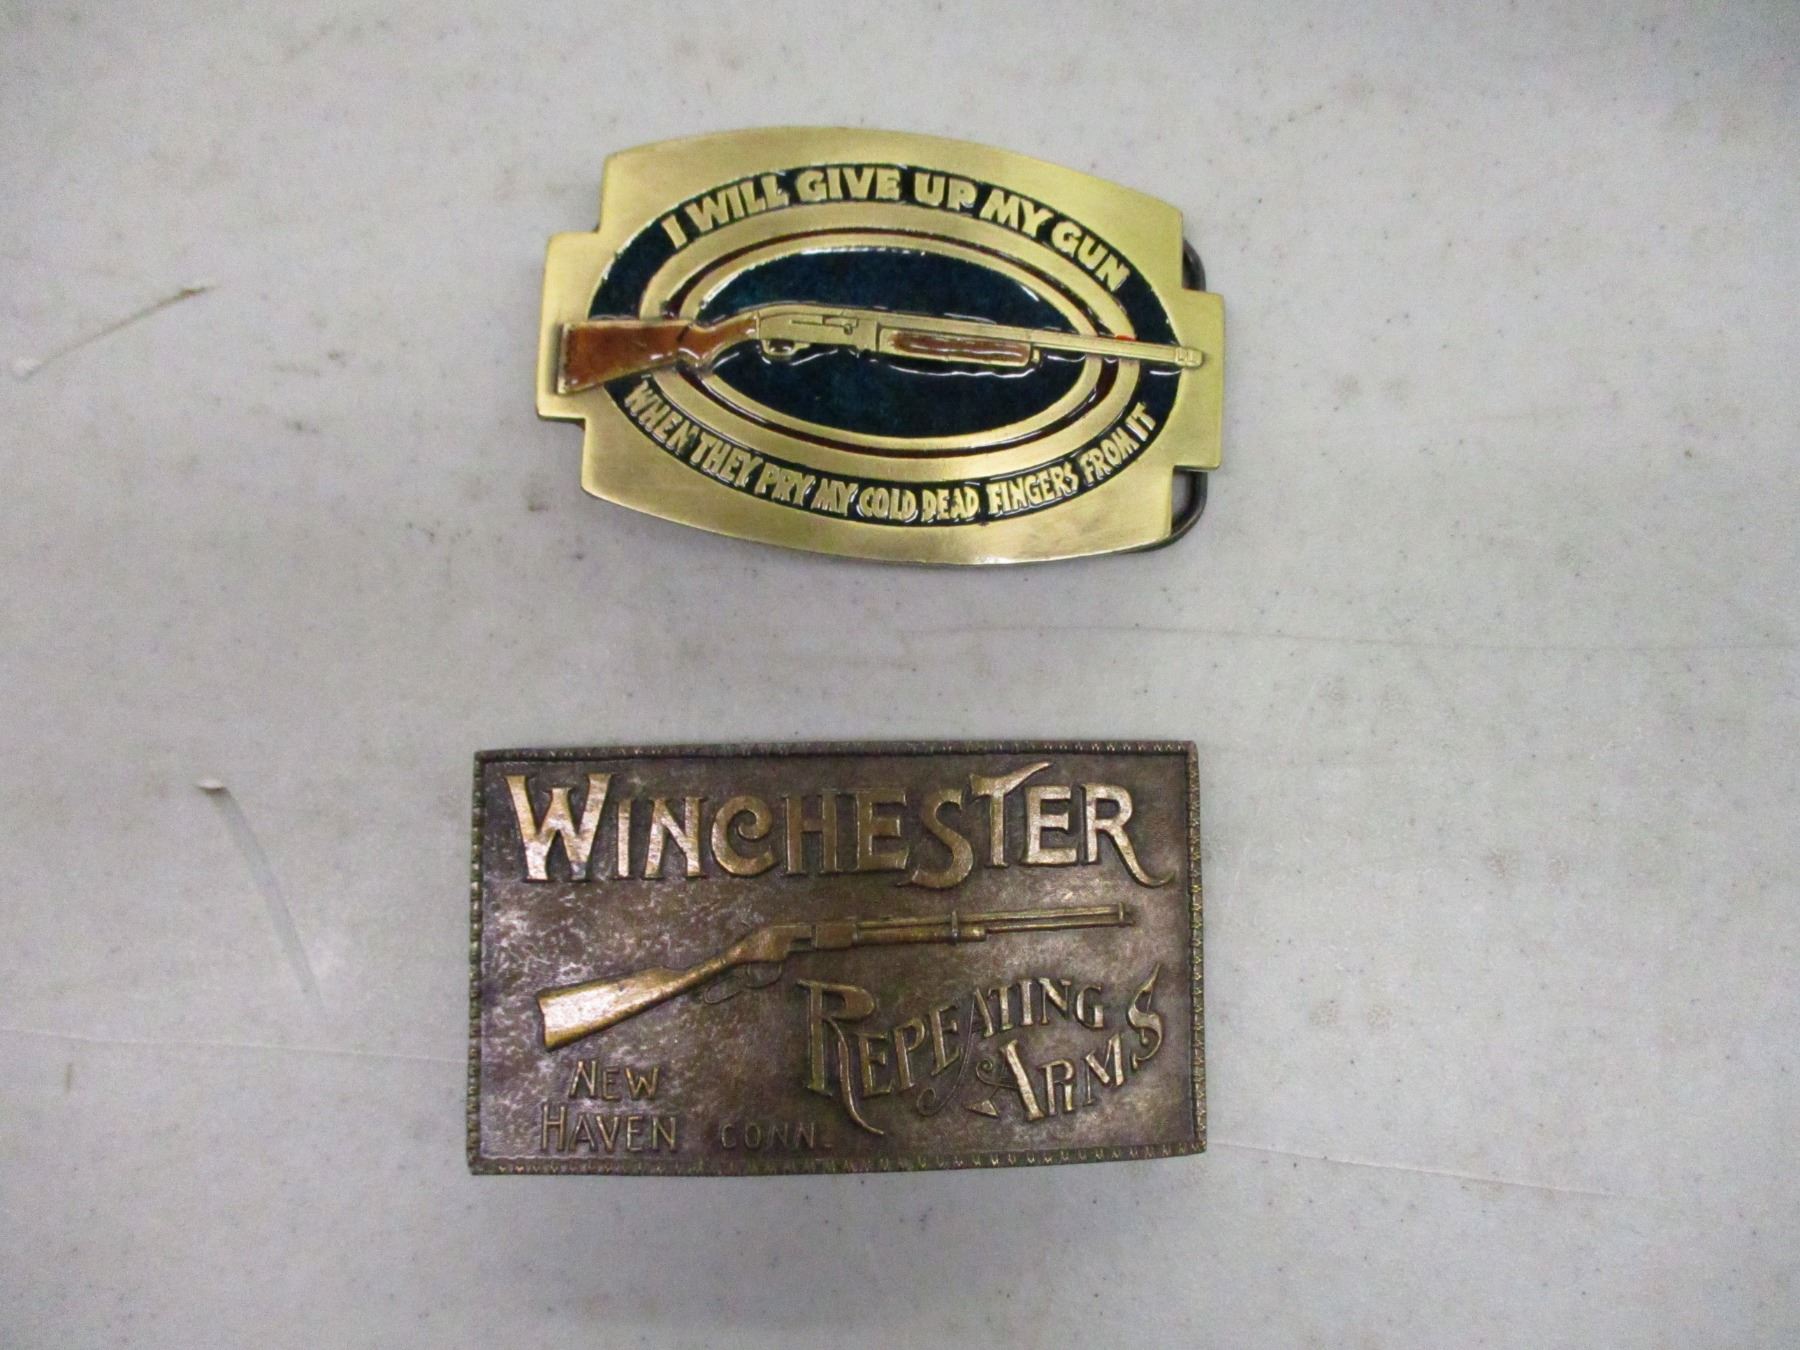 I WILL GIVE UP MY GUN
WHEN THEY PRY MY COLD DEAD FINGERS FROM IT
WINCHESTER
REPEATING
ARMS
NEW
HAVEN CONN.